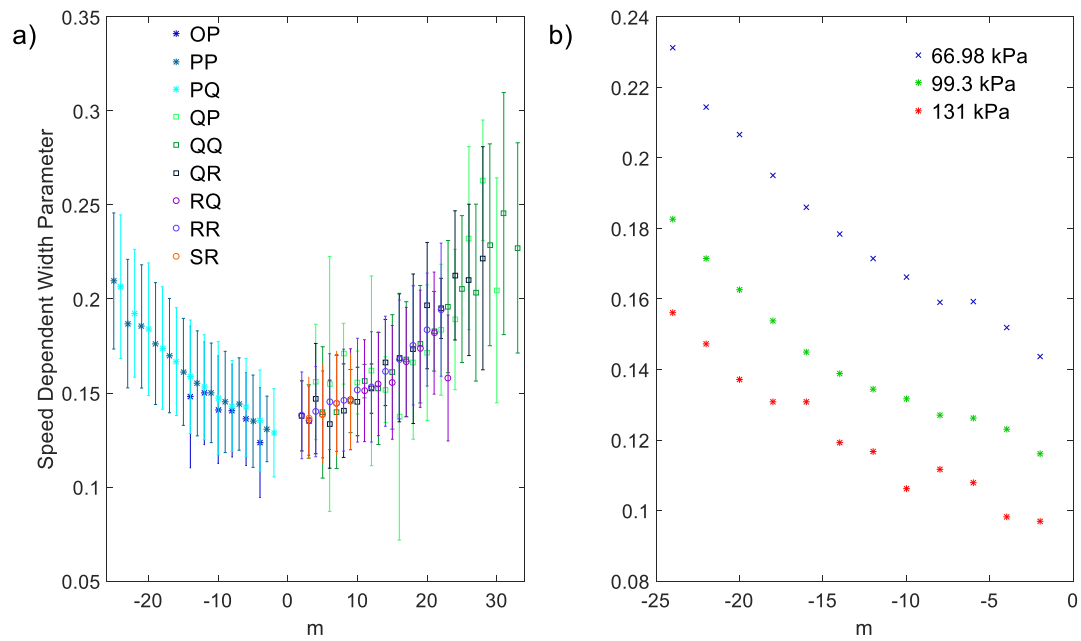 a)
Speed Dependent Width Parameter
0.35
0.3
0.25
0.2
0.15
0.1
0.05
OP
PP
PQ
QP
QQ
QR
RQ
RR
SR
-20
-10
0
10
20
30
m
b)
0.24
0.22
0.2
0.18
0.16
0.14
0.12
0.1
0.08
66.98 kPa
99.3 kPa
131 kPa
-25
-20
-15
-10
-5
0
m